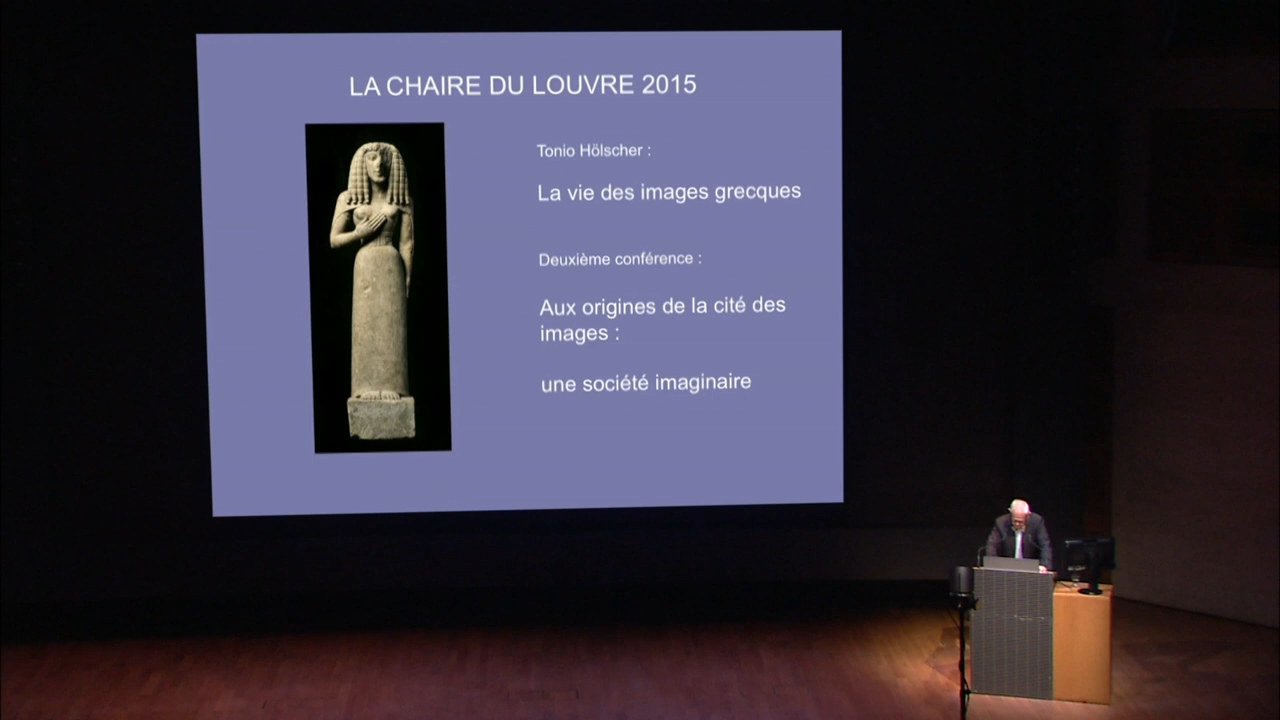 LA CHAIRE DU LOUVRE 2015
Tonio Hölscher :
La vie des images grecques
Deuxième conférence :
Aux origines de la cité des
images :
une société imaginaire